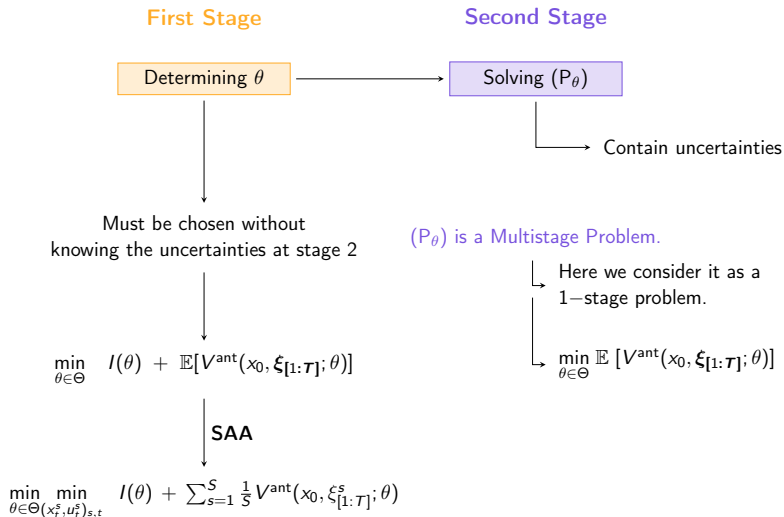 First Stage
Second Stage
Determining θ
Solving (P_θ)
Contain uncertainties
Must be chosen without
knowing the uncertainties at stage 2
(P_θ) is a Multistage Problem.
Here we consider it as a
1−stage problem.
min_{θ∈Θ} I(θ) + 𝔼[V^{ant}(x_0, ξ_{[1:T]}; θ)]
min_{θ∈Θ} 𝔼 [V^{ant}(x_0, ξ_{[1:T]}; θ)]
SAA
min_{θ∈Θ} min_{(x_t^s, u_t^s)_{s,t}} I(θ) + ∑_{s=1}^{S} \frac{1}{S} V^{ant}(x_0, ξ^s_{[1:T]}; θ)